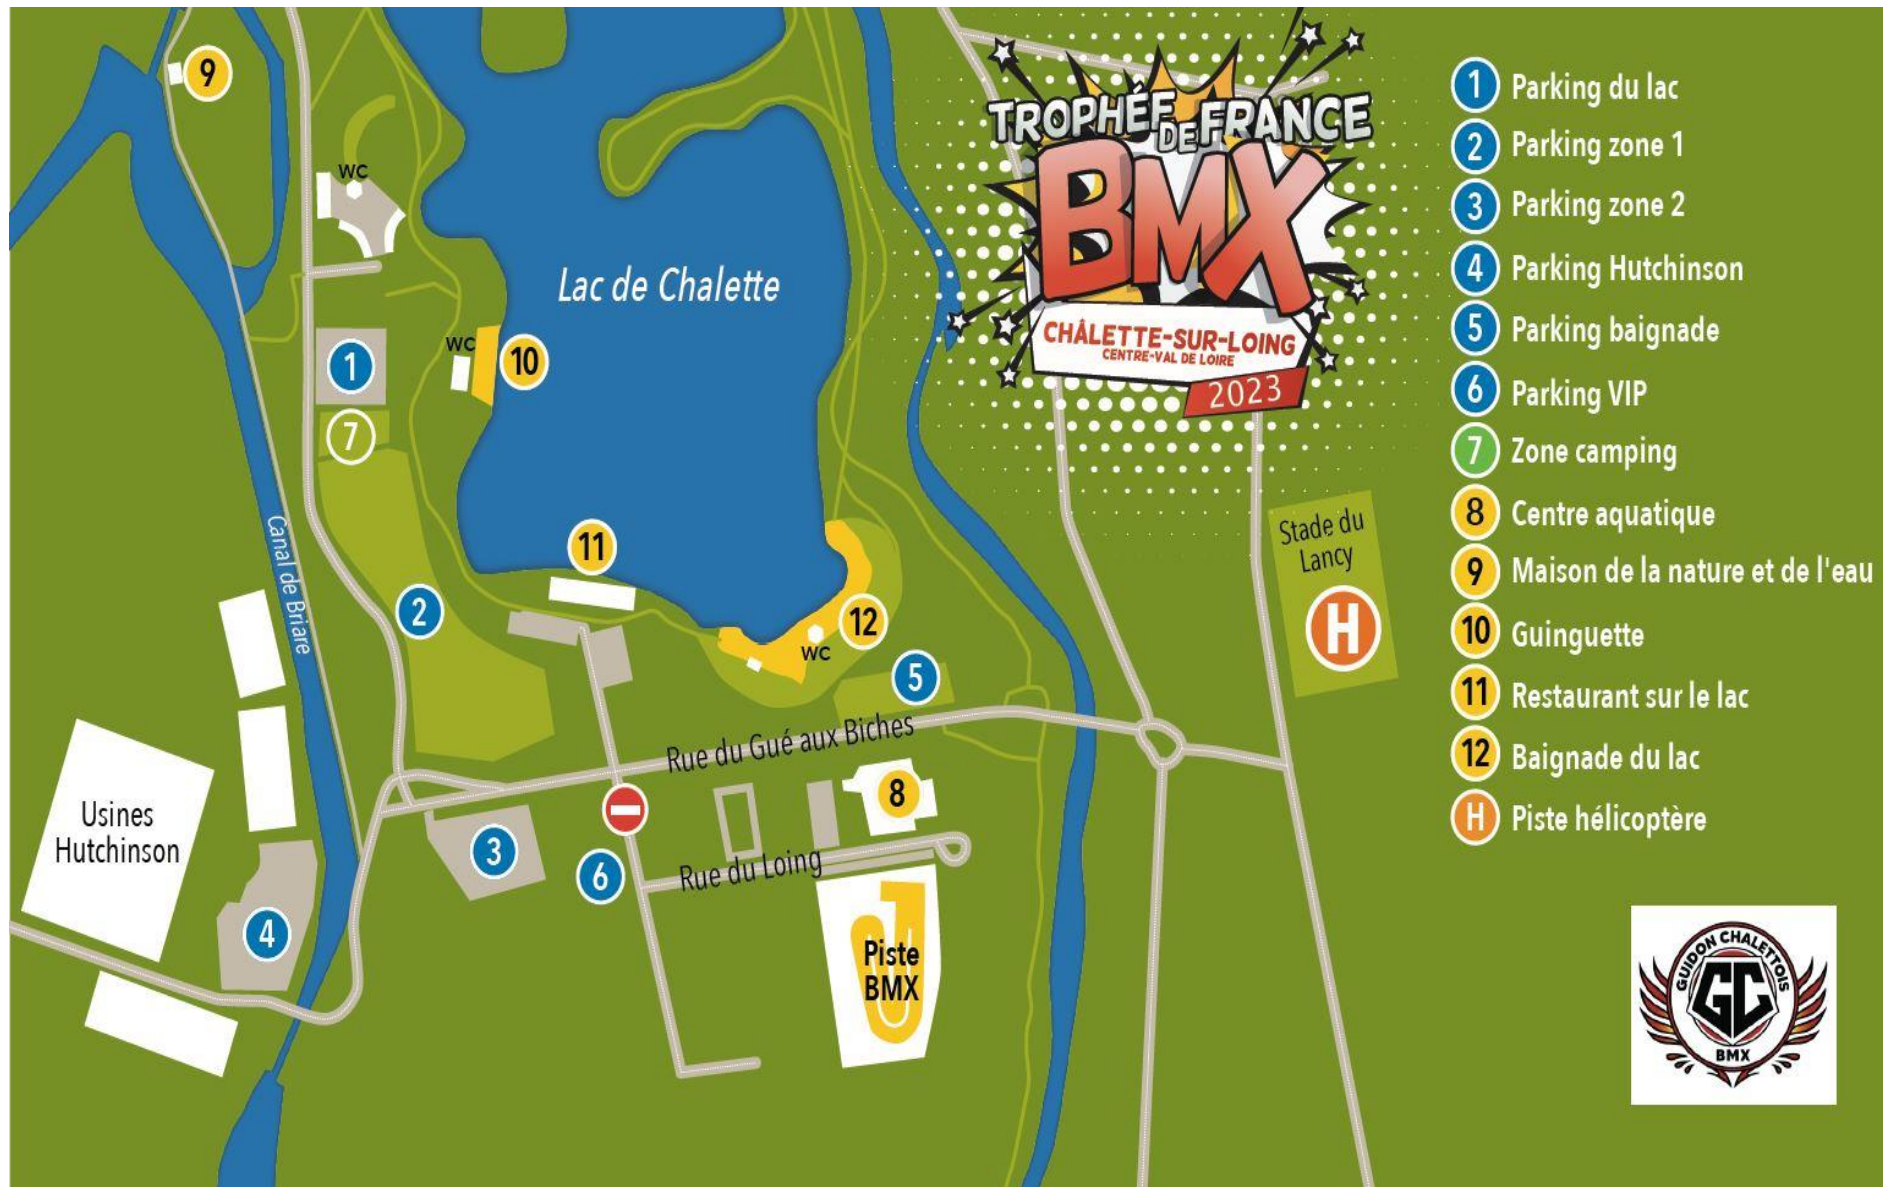 TROPHÉE
DE FRANCE
BMX
CHÂLETTE-SUR-LOING
CENTRE-VAL DE LOIRE
2023
1 Parking du lac
2 Parking zone 1
3 Parking zone 2
4 Parking Hutchinson
5 Parking baignade
6 Parking VIP
7 Zone camping
8 Centre aquatique
9 Maison de la nature et de l'eau
10 Guinguette
11 Restaurant sur le lac
12 Baignade du lac
H Piste hélicoptère
9
WC
Lac de Chalette
WC
10
1
7
Canal de Briare
11
2
12
WC
5
Stade du
Lancy
H
Rue du Gué aux Biches
Usines
Hutchinson
8
3
6
Rue du Loing
4
Piste
BMX
GUIDON CHALETTOIS
GC
BMX